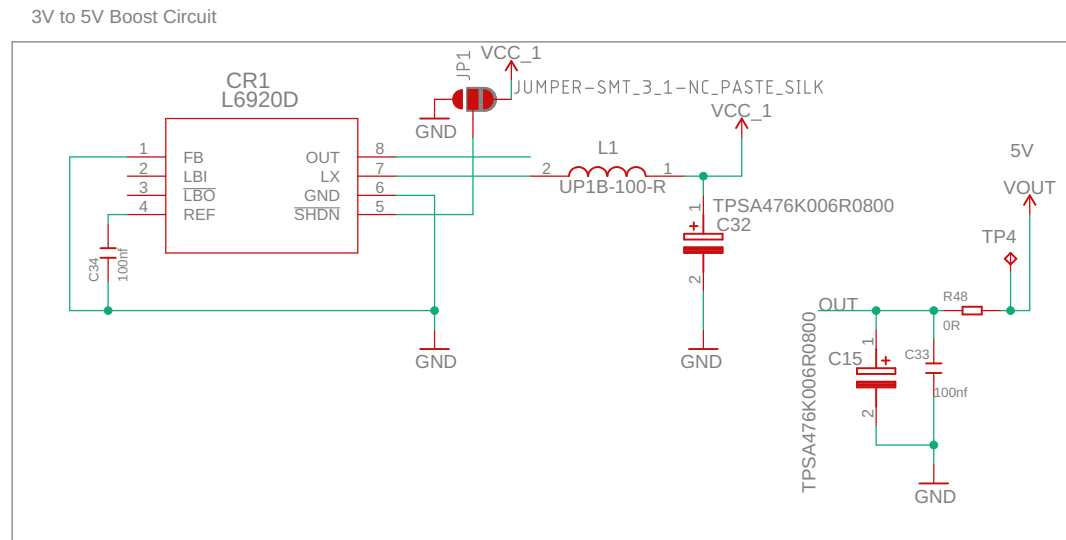 3V to 5V Boost Circuit
CR1
L6920D
JP1
VCC_1
JUMPER-SMT_3_1-NC_PASTE_SILK
GND
VCC_1
1 FB OUT 8
2 LBI LX 7
3 LBO GND 6
4 REF SHDN 5
L1
2 1
UP1B-100-R
5V
VOUT
TP4
1
TPSA476K006R0800
+
C32
2
C34
100nf
GND
GND
OUT
R48
0R
TPSA476K006R0800
C15
1
+
2
C33
100nf
GND